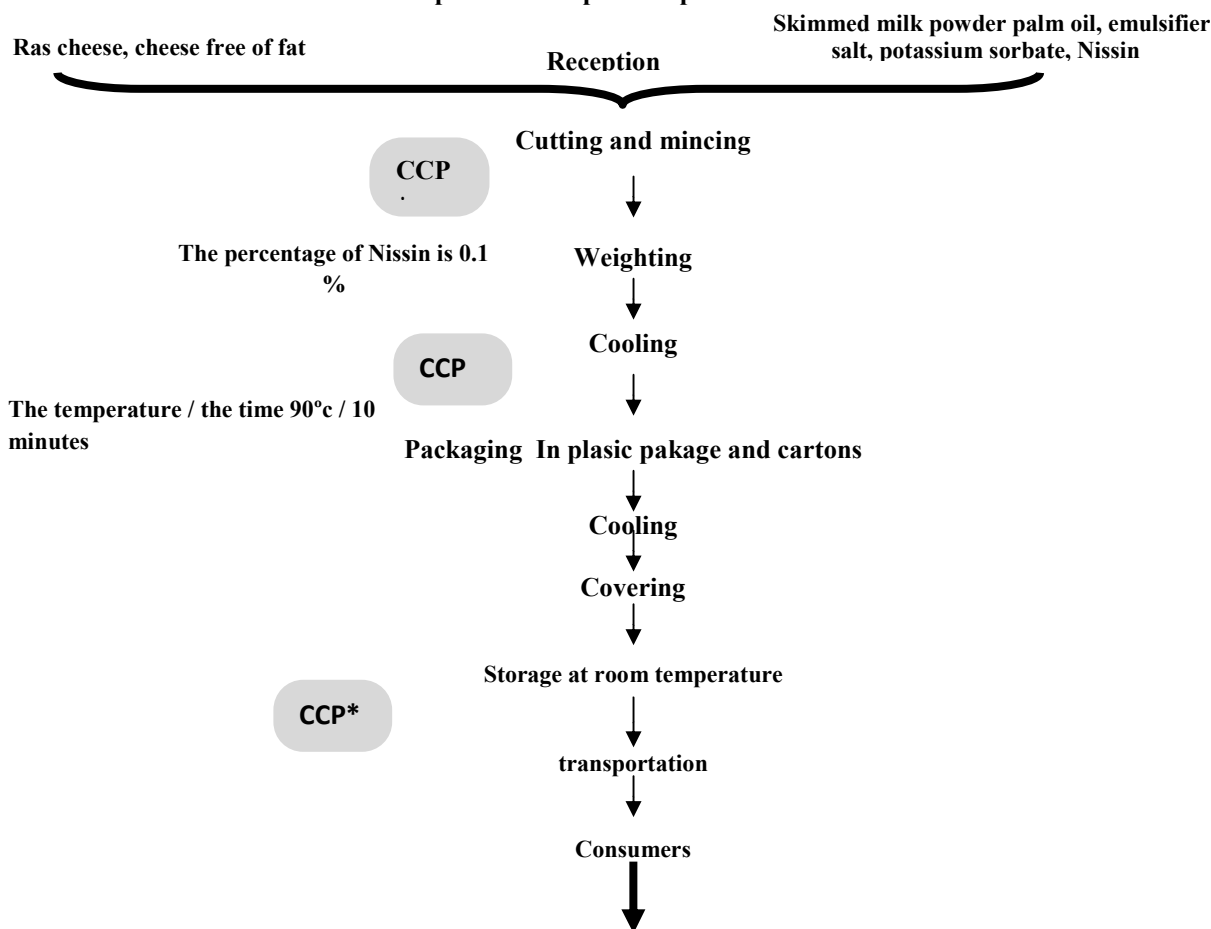 Ras cheese, cheese free of fat
Skimmed milk powder palm oil, emulsifier
salt, potassium sorbate, Nissin
Reception
Cutting and mincing
CCP
.
The percentage of Nissin is 0.1
%
Weighting
Cooling
CCP
The temperature / the time 90ºc / 10
minutes
Packaging In plasic pakage and cartons
Cooling
Covering
Storage at room temperature
CCP*
transportation
Consumers